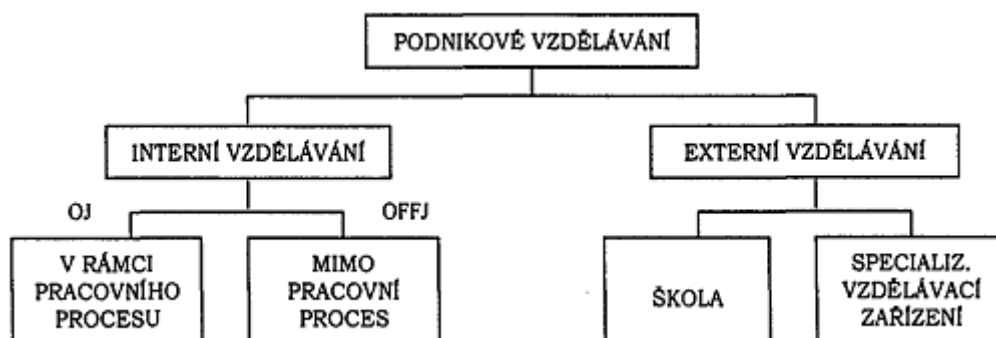 PODNIKOVÉ VZDĚLÁVÁNÍ
INTERNÍ VZDĚLÁVÁNÍ
EXTERNÍ VZDĚLÁVÁNÍ
OJ
OFFJ
V RÁMCI
PRACOVNÍHO
PROCESU
MIMO
PRACOVNÍ
PROCES
ŠKOLA
SPECIALIZ.
VZDĚLÁVACÍ
ZAŘÍZENÍ